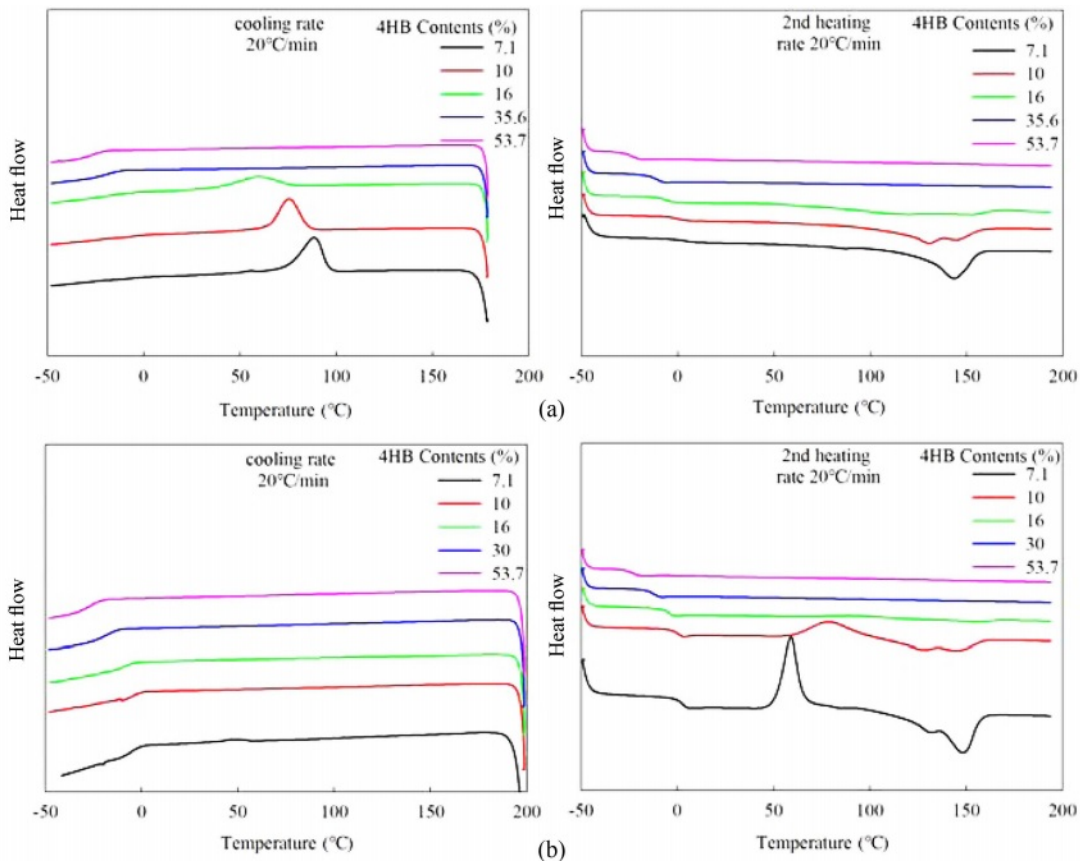 cooling rate
20°C/min
4HB Contents (%)
7.1
10
16
35.6
53.7
Heat flow
-50 0 50 100 150 200
Temperature (°C)
2nd heating
rate 20°C/min
4HB Contents (%)
7.1
10
16
35.6
53.7
Heat flow
-50 0 50 100 150 200
Temperature (°C)
(a)
cooling rate
20°C/min
4HB Contents (%)
7.1
10
16
30
53.7
Heat flow
-50 0 50 100 150 200
Temperature (°C)
2nd heating
rate 20°C/min
4HB Contents (%)
7.1
10
16
30
53.7
Heat flow
-50 0 50 100 150 200
Temperature (°C)
(b)